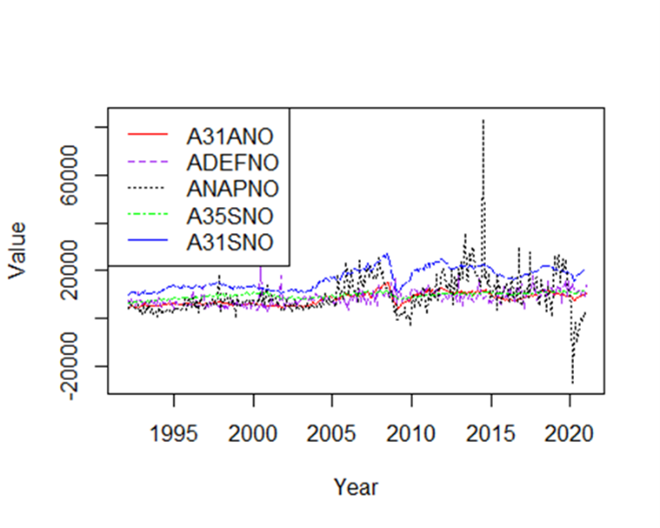 A31ANO
ADEFNO
ANAPNO
A35SNO
A31SNO
Value
60000
20000
-20000
1995 2000 2005 2010 2015 2020
Year